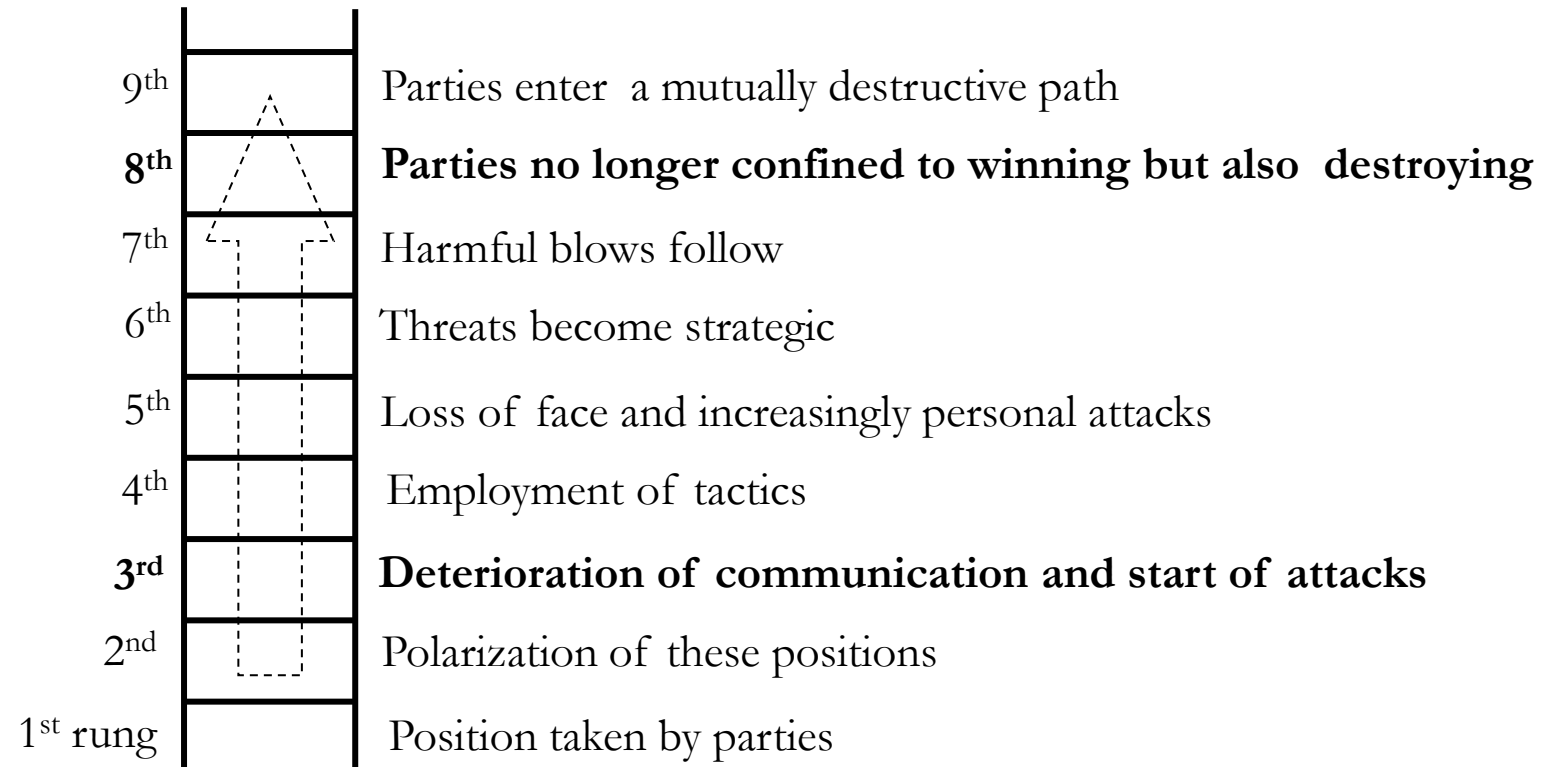 9th Parties enter a mutually destructive path
8th Parties no longer confined to winning but also destroying
7th Harmful blows follow
6th Threats become strategic
5th Loss of face and increasingly personal attacks
4th Employment of tactics
3rd Deterioration of communication and start of attacks
2nd Polarization of these positions
1st rung Position taken by parties